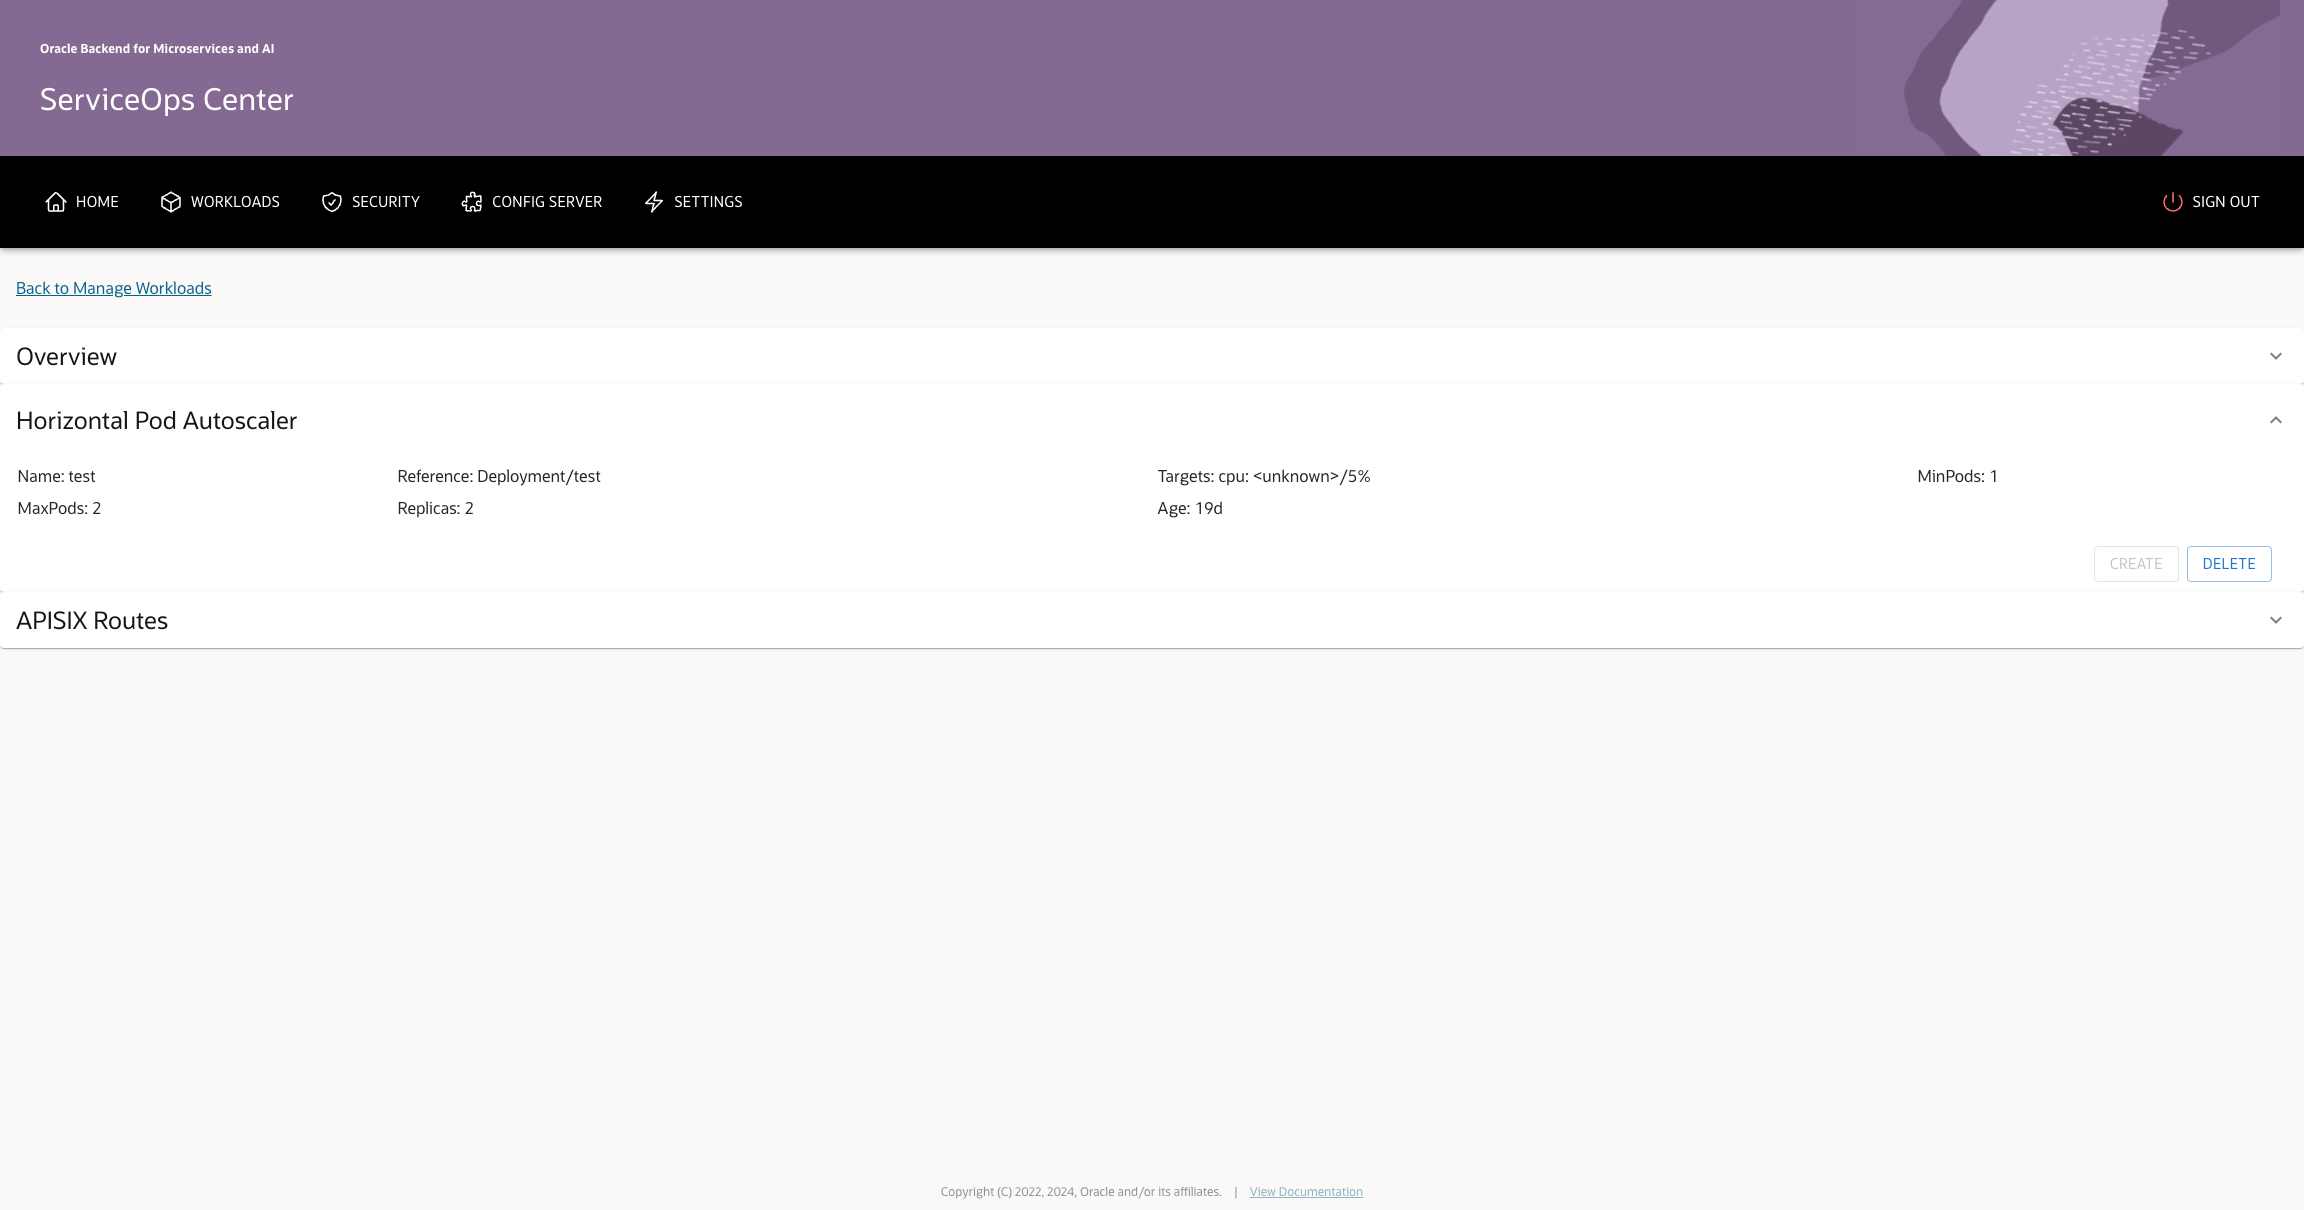 Oracle Backend for Microservices and AI
ServiceOps Center
HOME WORKLOADS SECURITY CONFIG SERVER SETTINGS SIGN OUT
Back to Manage Workloads
Overview
Horizontal Pod Autoscaler
Name: test Reference: Deployment/test Targets: cpu: <unknown>/5% MinPods: 1
MaxPods: 2 Replicas: 2 Age: 19d
CREATE DELETE
APISIX Routes
Copyright (C) 2022, 2024, Oracle and/or its affiliates. | View Documentation